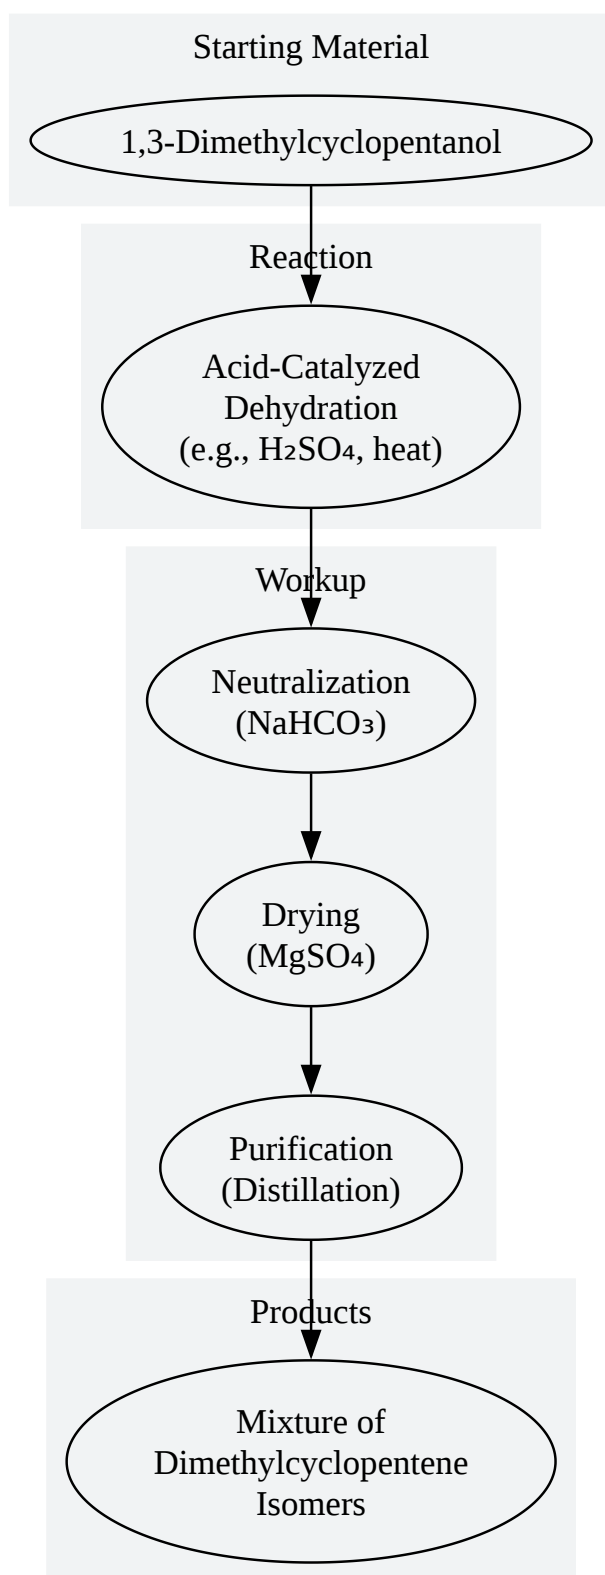 Starting Material
1,3-Dimethylcyclopentanol
Reaction
Acid-Catalyzed
Dehydration
(e.g., H₂SO₄, heat)
Workup
Neutralization
(NaHCO₃)
Drying
(MgSO₄)
Purification
(Distillation)
Products
Mixture of
Dimethylcyclopentene
Isomers